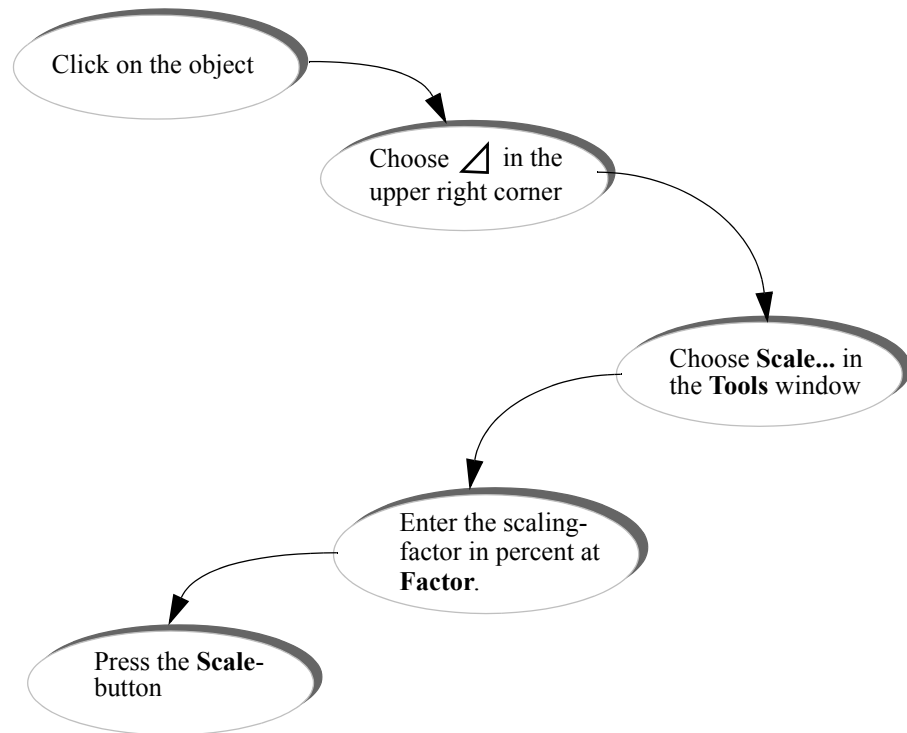 Click on the object
Choose in the
upper right corner
Choose Scale... in
the Tools window
Enter the scaling-
factor in percent at
Factor.
Press the Scale-
button